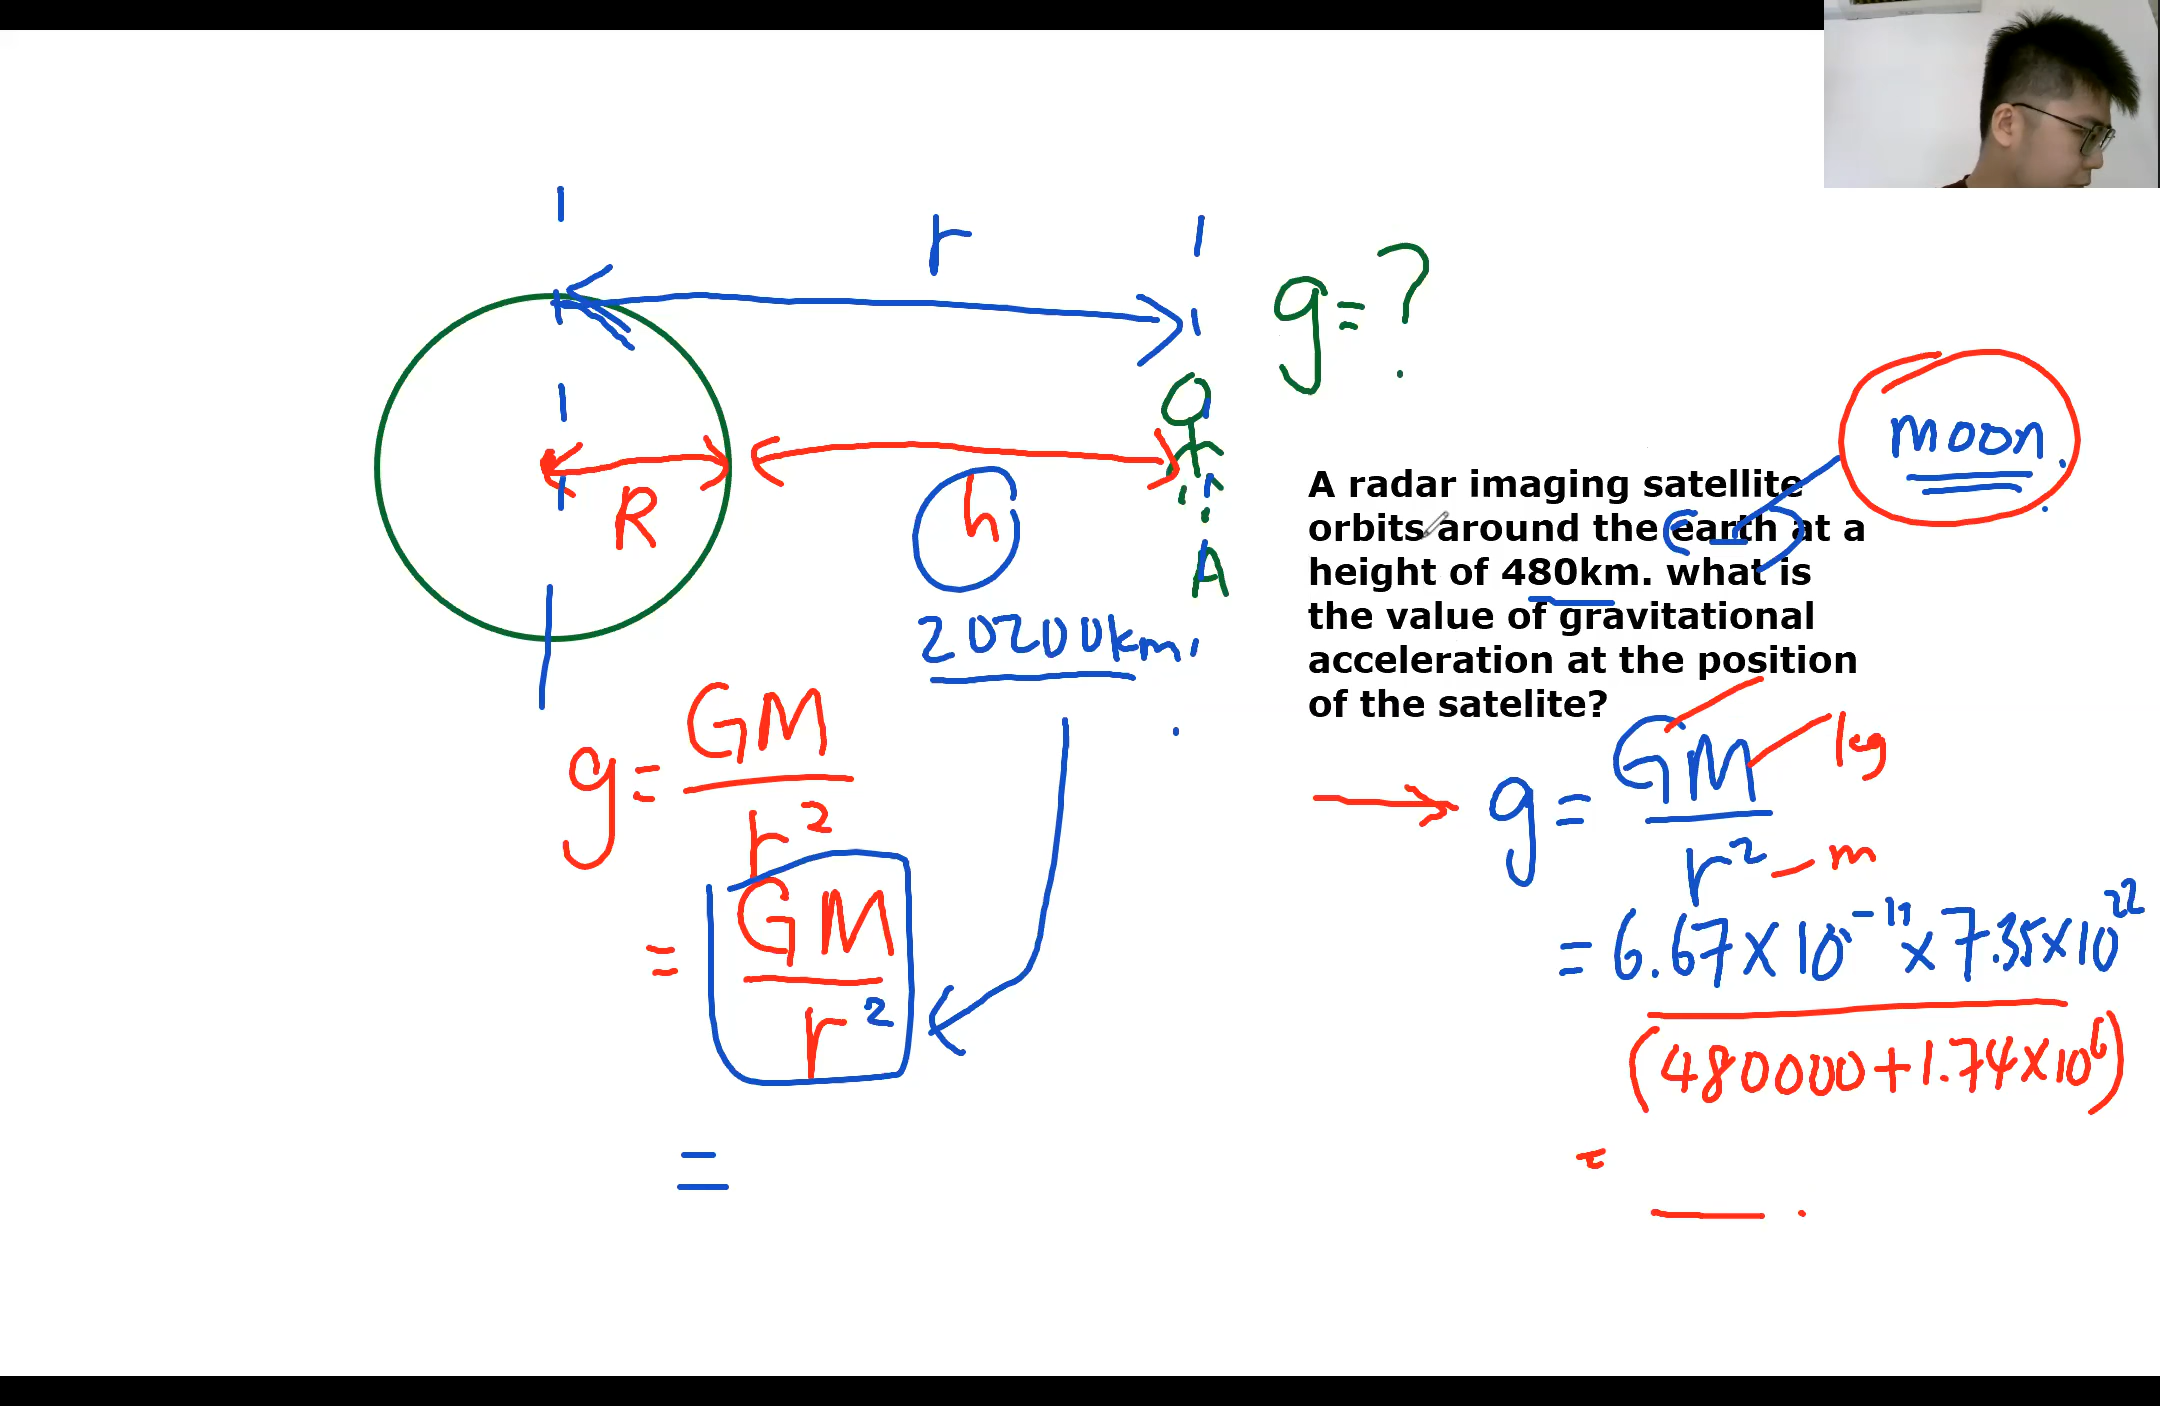 r
g = ?
moon.
R
h
A
20200km
A radar imaging satellite
orbits around the earth at a
height of 480km. what is
the value of gravitational
acceleration at the position
of the satelite?
g = GM
r²
= GM
r²
=
g = GM kg
r² m
= 6.67 × 10⁻¹¹ × 7.35 × 10²²
(480000 + 1.74 × 10⁶)
=